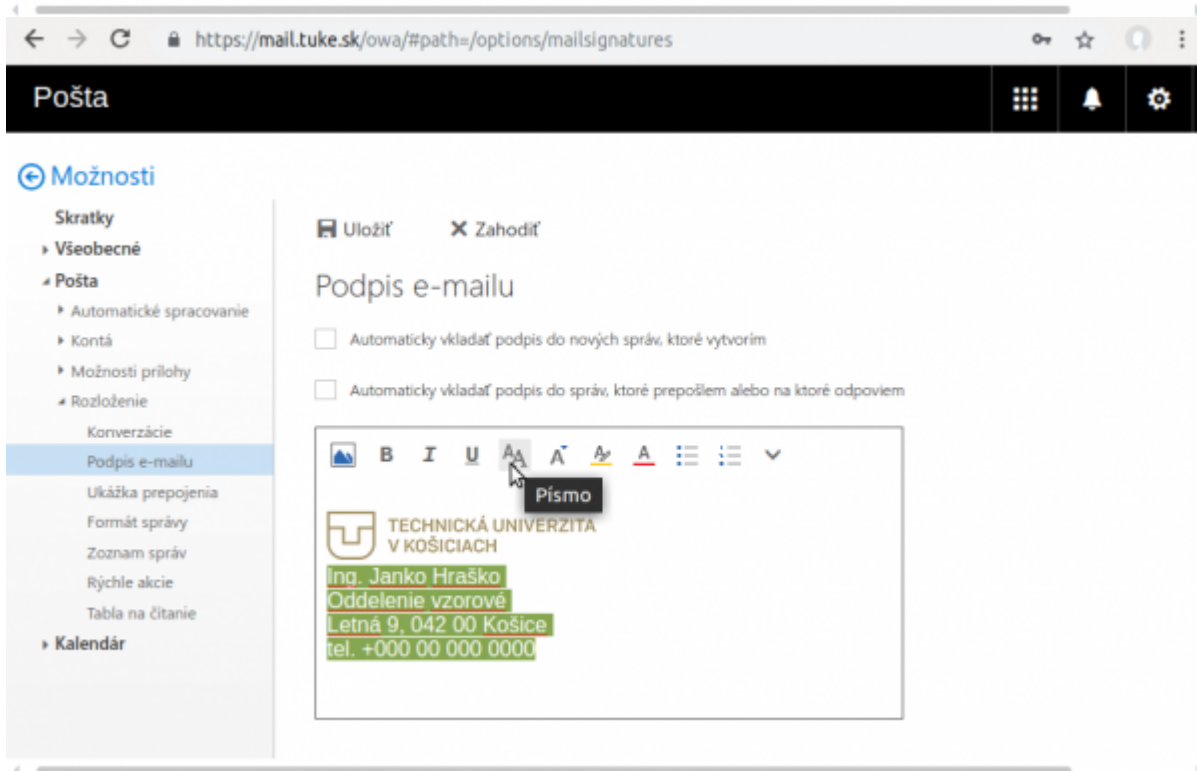 https://mail.tuke.sk/owa/#path=/options/mailsignatures
Pošta
Možnosti
Skratky
Všeobecné
Pošta
Automatické spracovanie
Kontá
Možnosti prílohy
Rozloženie
Konverzácie
Podpis e-mailu
Ukážka prepojenia
Formát správy
Zoznam správ
Rýchle akcie
Tabla na čítanie
Kalendár
Uložiť Zahodiť
Podpis e-mailu
Automaticky vkladať podpis do nových správ, ktoré vytvorím
Automaticky vkladať podpis do správ, ktoré prepošlem alebo na ktoré odpoviem
B I U A A A A
Písmo
TECHNICKÁ UNIVERZITA
V KOŠICIACH
Ing. Janko Hraško
Oddelenie vzorové
Letná 9, 042 00 Košice
tel. +000 00 000 0000